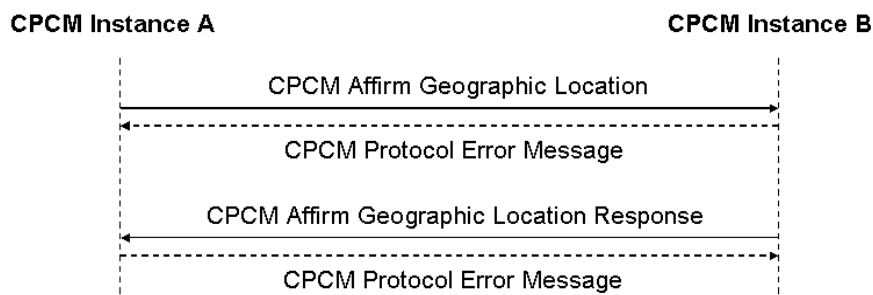 CPCM Instance A
CPCM Instance B
CPCM Affirm Geographic Location
CPCM Protocol Error Message
CPCM Affirm Geographic Location Response
CPCM Protocol Error Message